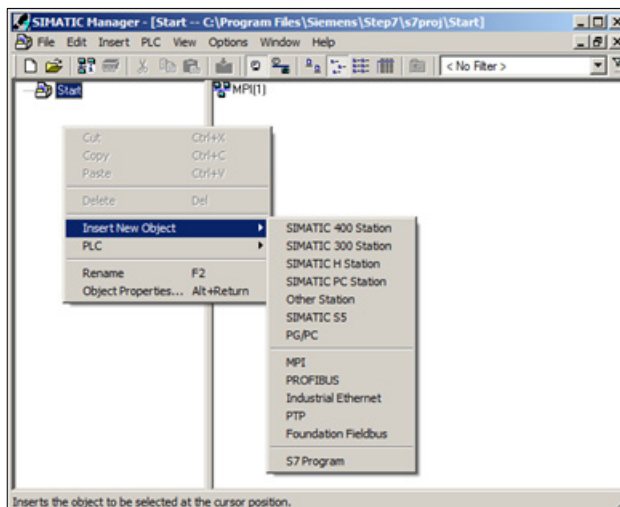 SIMATIC Manager - [Start -- C:\Program Files\Siemens\Step7\s7proj\Start]
File Edit Insert PLC View Options Window Help
< No Filter >
Start
MPI(1)
Cut Ctrl+X
Copy Ctrl+C
Paste Ctrl+V
Delete Del
Insert New Object
PLC
Rename F2
Object Properties... Alt+Return
SIMATIC 400 Station
SIMATIC 300 Station
SIMATIC H Station
SIMATIC PC Station
Other Station
SIMATIC S5
PG/PC
MPI
PROFIBUS
Industrial Ethernet
PTP
Foundation Fieldbus
S7 Program
Inserts the object to be selected at the cursor position.